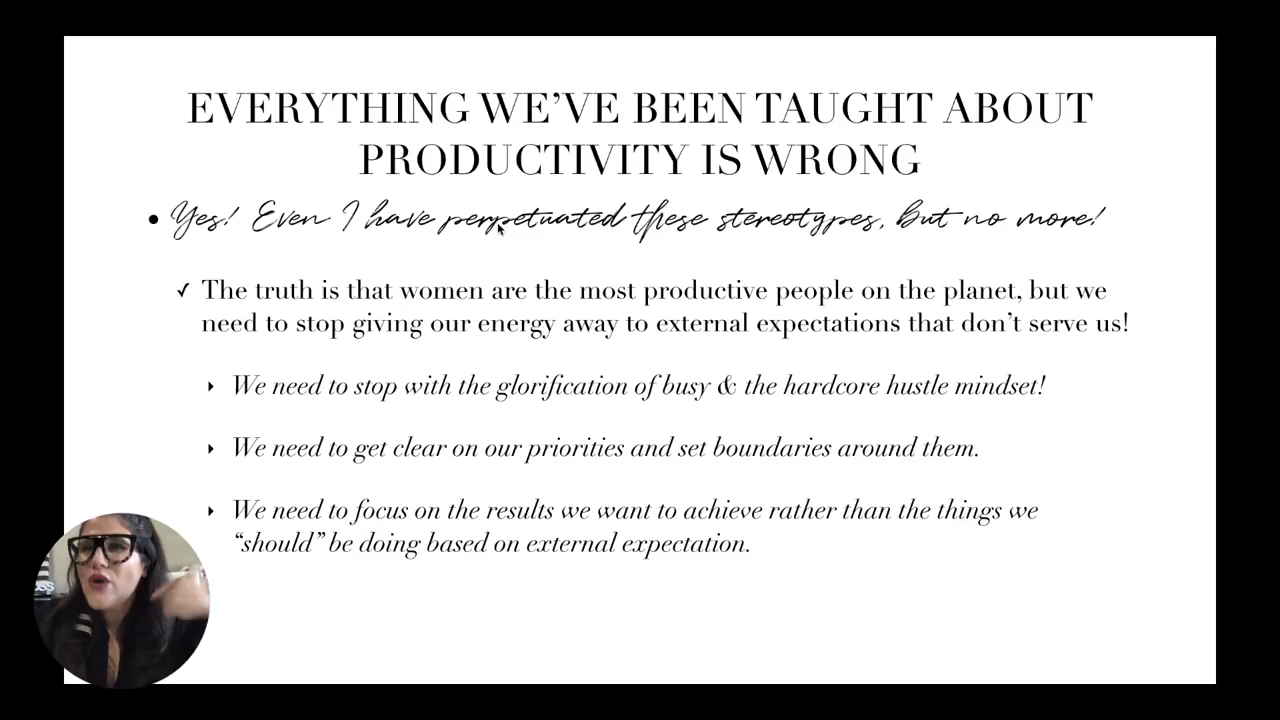 EVERYTHING WE'VE BEEN TAUGHT ABOUT
PRODUCTIVITY IS WRONG
• Yes! Even I have perpetuated these stereotypes, but no more!
✓ The truth is that women are the most productive people on the planet, but we
need to stop giving our energy away to external expectations that don't serve us!
‣ We need to stop with the glorification of busy & the hardcore hustle mindset!
‣ We need to get clear on our priorities and set boundaries around them.
‣ We need to focus on the results we want to achieve rather than the things we
"should" be doing based on external expectation.